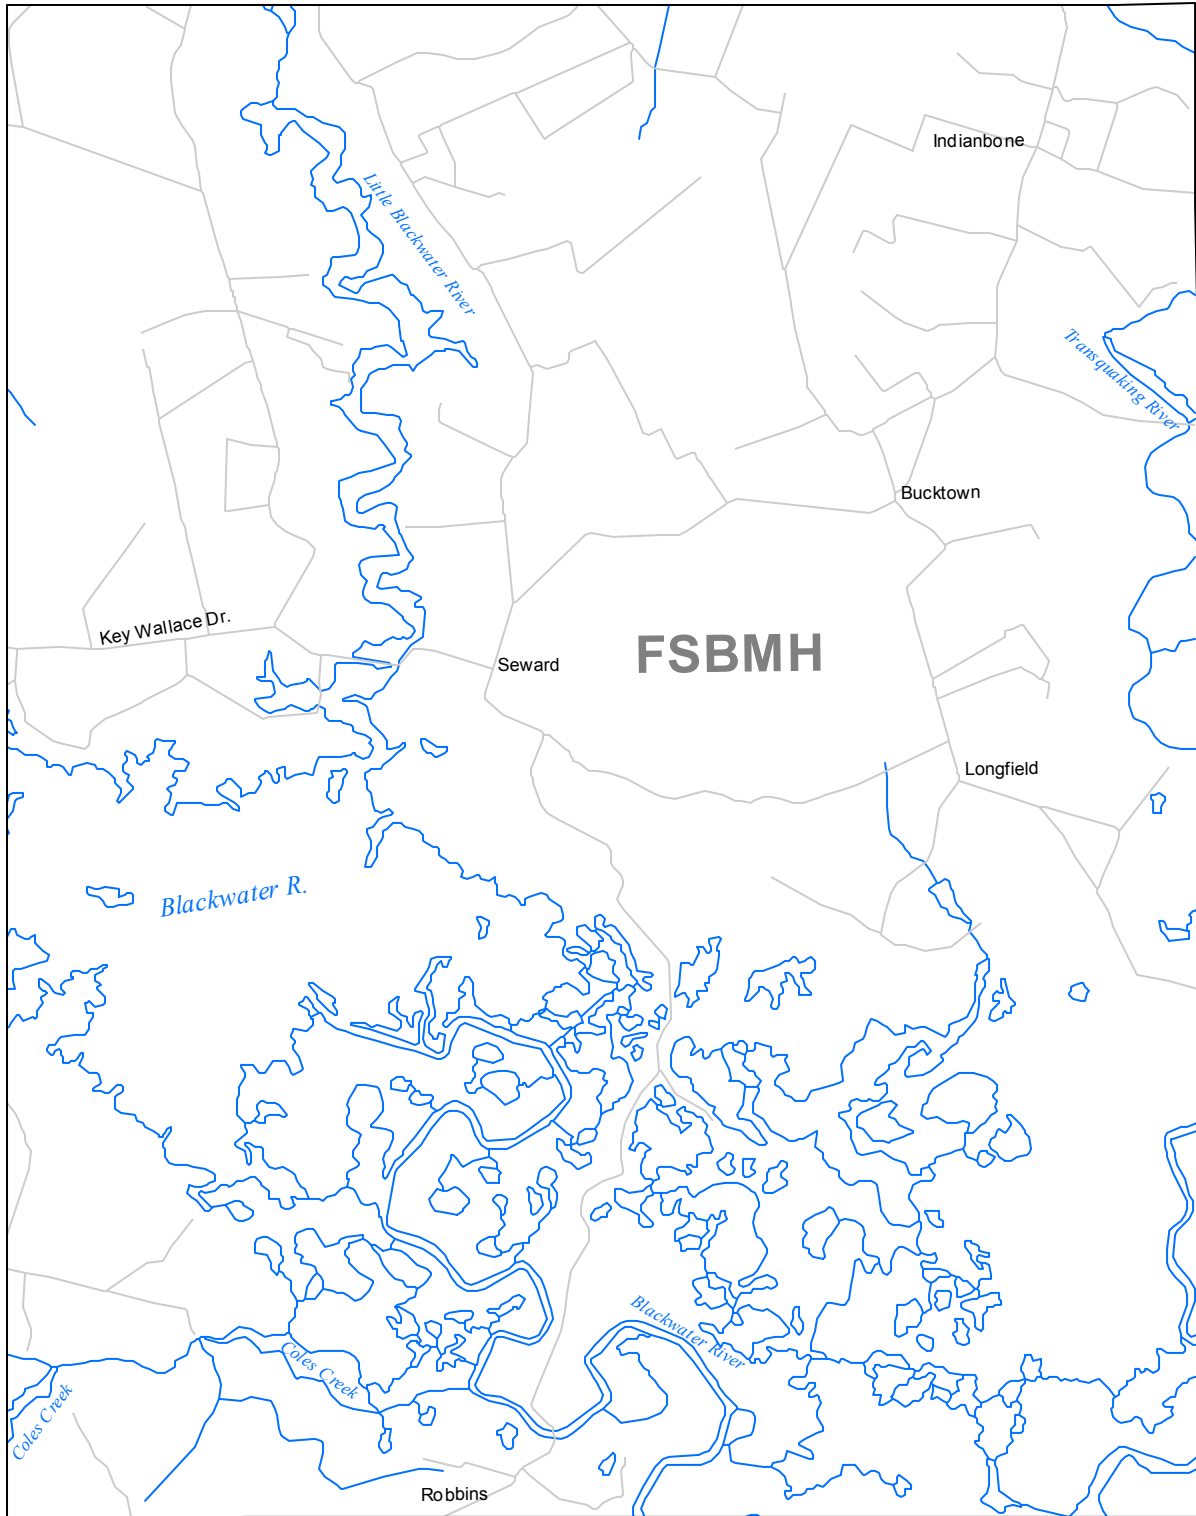 Indianbone
Little Blackwater River
Transquaking River
Bucktown
Key Wallace Dr.
FSBMH
Seward
Longfield
Blackwater R.
Blackwater River
Coles Creek
Coles Creek
Robbins